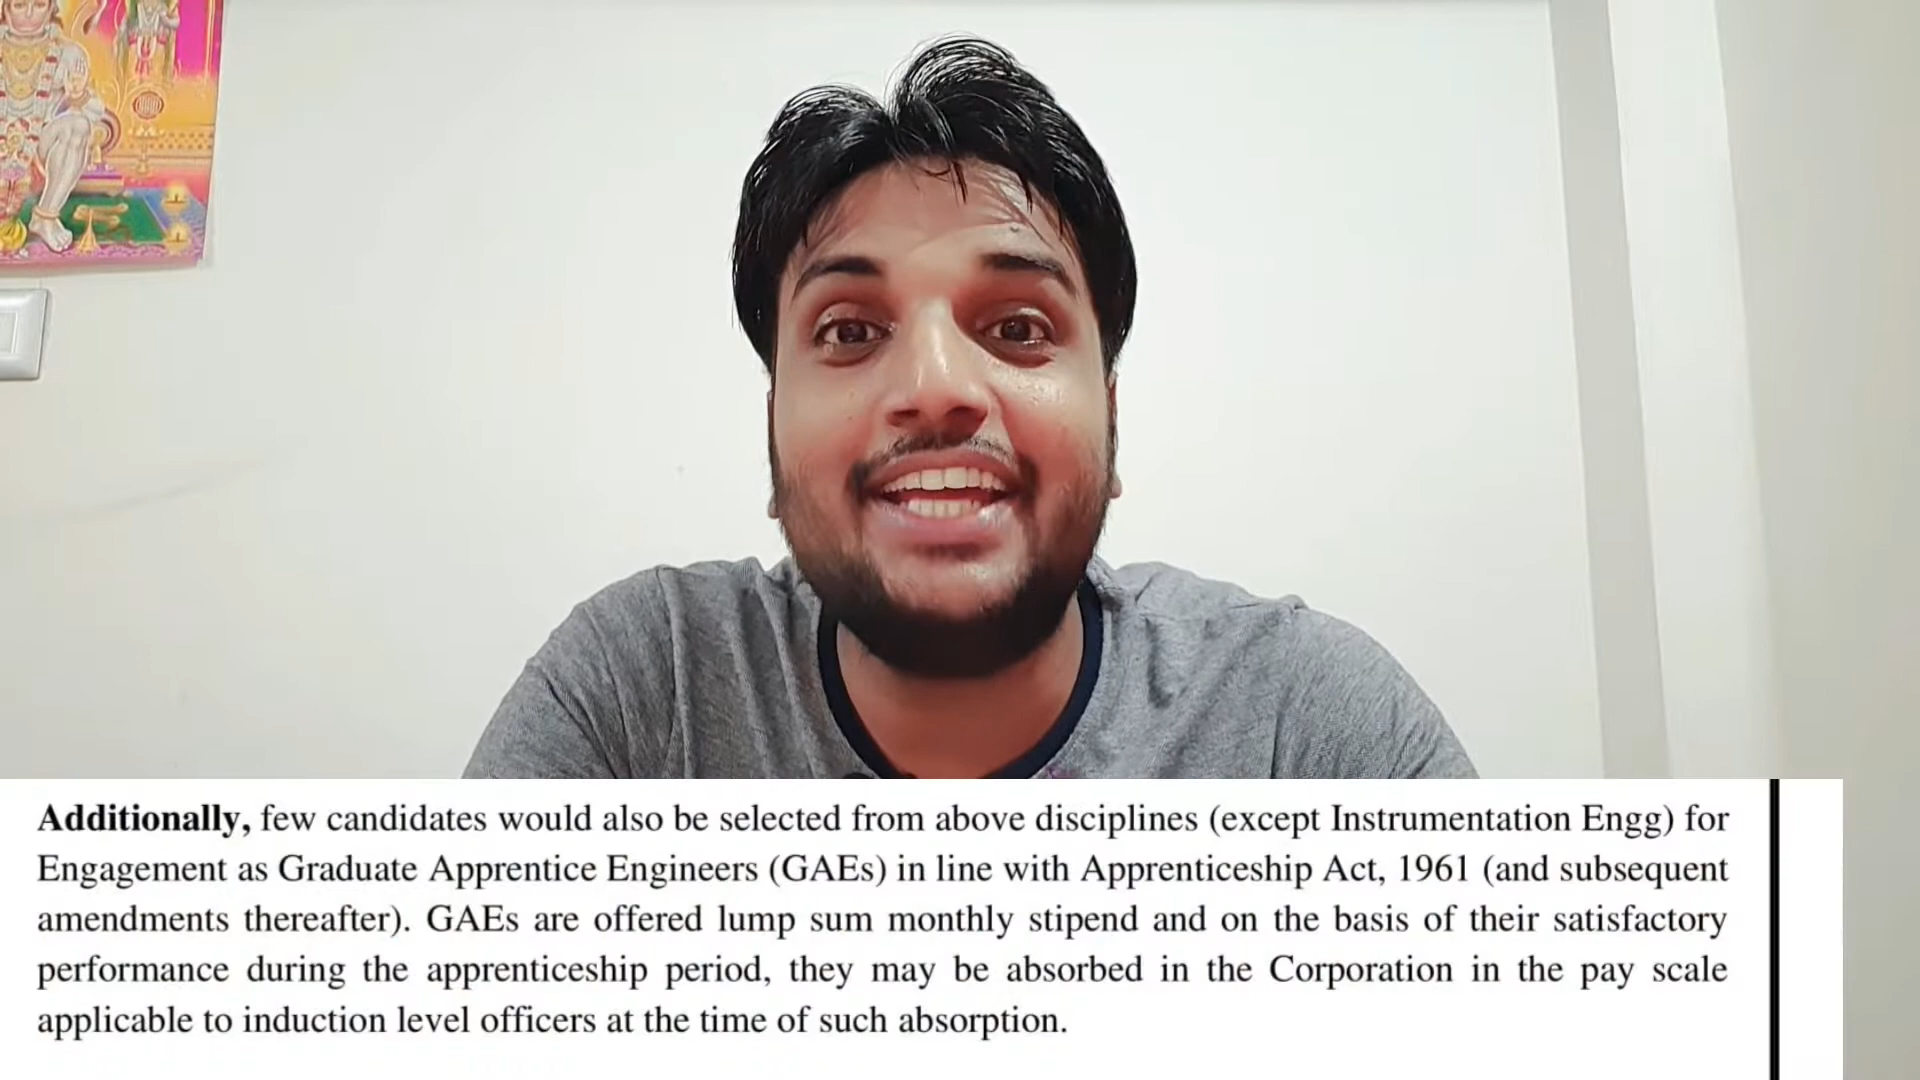 Additionally, few candidates would also be selected from above disciplines (except Instrumentation Engg) for
Engagement as Graduate Apprentice Engineers (GAEs) in line with Apprenticeship Act, 1961 (and subsequent
amendments thereafter). GAEs are offered lump sum monthly stipend and on the basis of their satisfactory
performance during the apprenticeship period, they may be absorbed in the Corporation in the pay scale
applicable to induction level officers at the time of such absorption.